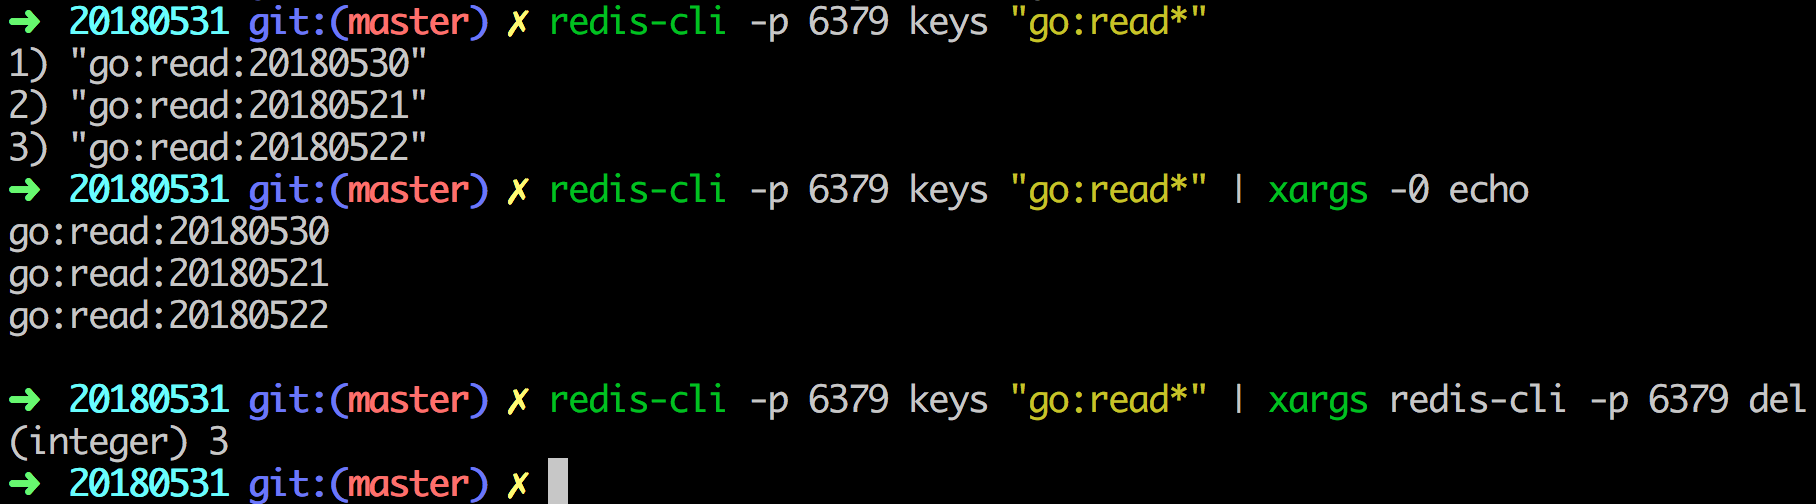 ➜ 20180531 git:(master) ✗ redis-cli -p 6379 keys "go:read*"
1) "go:read:20180530"
2) "go:read:20180521"
3) "go:read:20180522"
➜ 20180531 git:(master) ✗ redis-cli -p 6379 keys "go:read*" | xargs -0 echo
go:read:20180530
go:read:20180521
go:read:20180522
➜ 20180531 git:(master) ✗ redis-cli -p 6379 keys "go:read*" | xargs redis-cli -p 6379 del
(integer) 3
➜ 20180531 git:(master) ✗